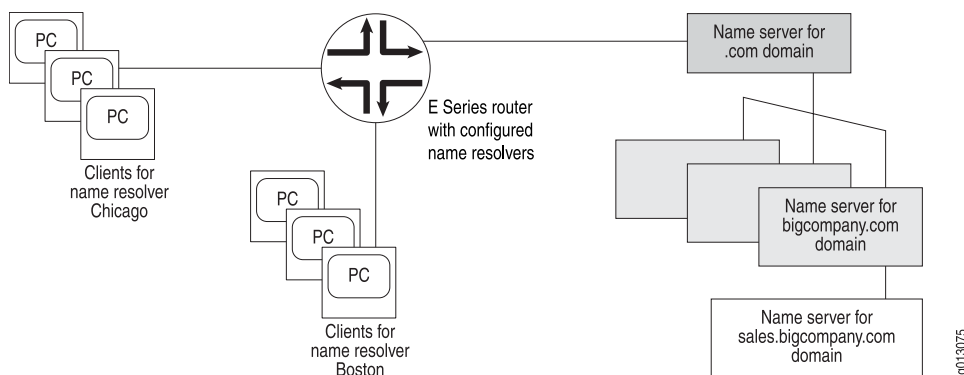 PC
PC
PC
Clients for
name resolver
Chicago
E Series router
with configured
name resolvers
PC
PC
PC
Clients for
name resolver
Boston
Name server for
.com domain
Name server for
bigcompany.com
domain
Name server for
sales.bigcompany.com
domain
g013075